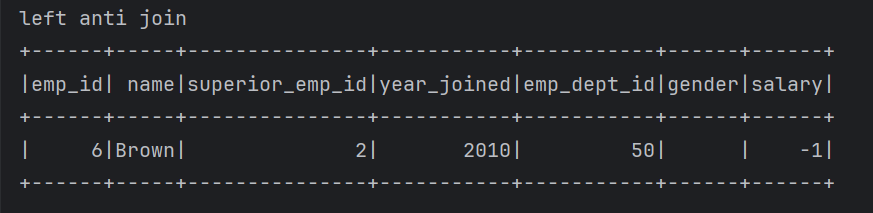 left anti join
+------+-----+---------------+-----------+-----------+------+------+
|emp_id| name|superior_emp_id|year_joined|emp_dept_id|gender|salary|
+------+-----+---------------+-----------+-----------+------+------+
|     6|Brown|              2|       2010|         50|      |    -1|
+------+-----+---------------+-----------+-----------+------+------+